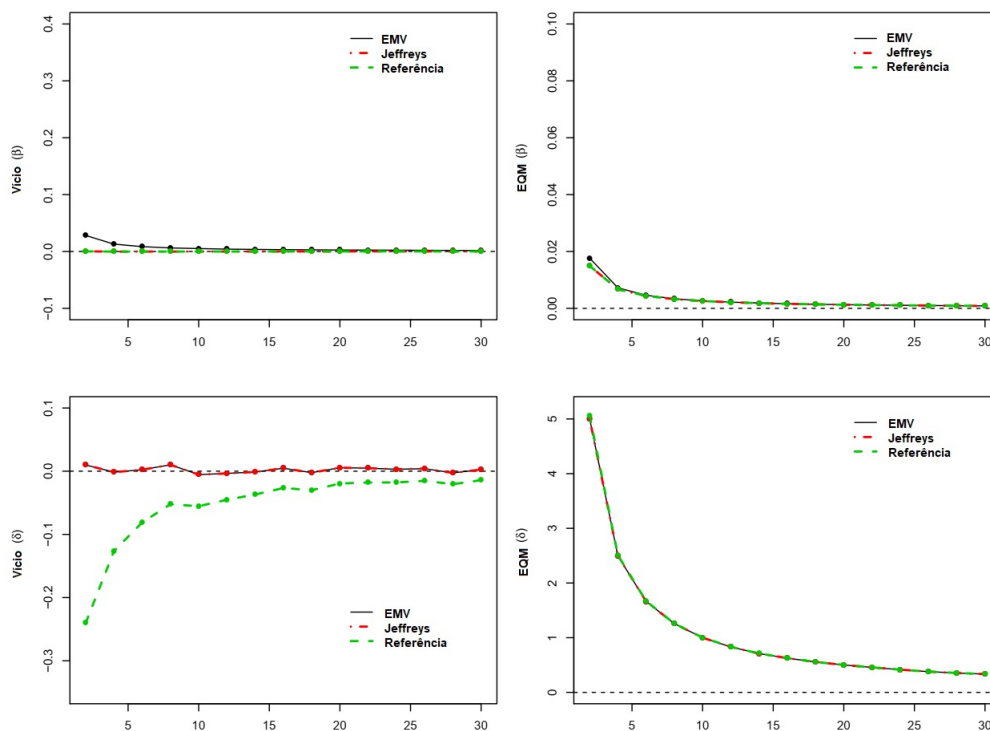 Vício (β)
−0.1 0.0 0.1 0.2 0.3 0.4
EMV
Jeffreys
Referência
5 10 15 20 25 30
EQM (β)
0.00 0.02 0.04 0.06 0.08 0.10
EMV
Jeffreys
Referência
5 10 15 20 25 30
Vício (δ)
−0.3 −0.2 −0.1 0.0 0.1
EMV
Jeffreys
Referência
5 10 15 20 25 30
EQM (δ)
0 1 2 3 4 5
EMV
Jeffreys
Referência
5 10 15 20 25 30